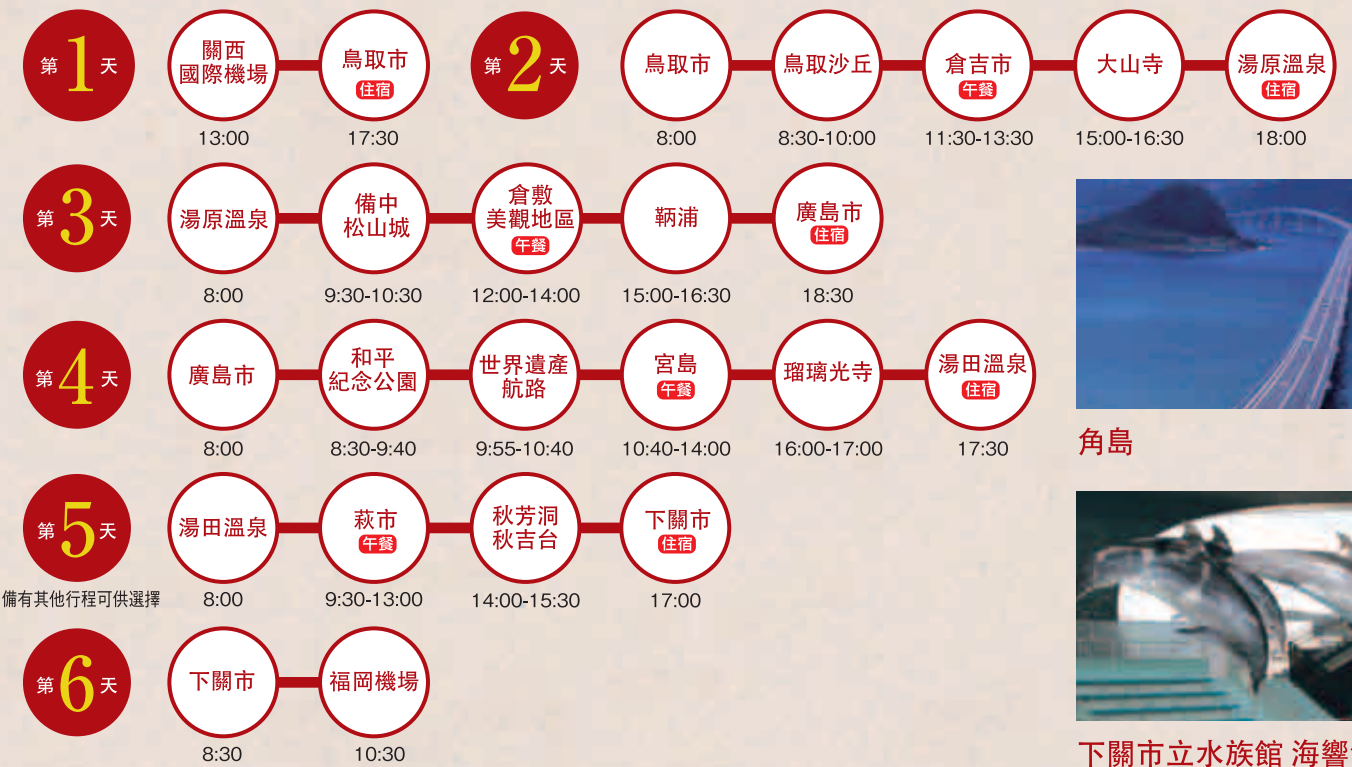 第1天
關西
國際機場
13:00
鳥取市
住宿
17:30
第2天
鳥取市
8:00
鳥取沙丘
8:30-10:00
倉吉市
午餐
11:30-13:30
大山寺
15:00-16:30
湯原溫泉
住宿
18:00
第3天
湯原溫泉
8:00
備中
松山城
9:30-10:30
倉敷
美觀地區
午餐
12:00-14:00
鞆浦
15:00-16:30
廣島市
住宿
18:30
第4天
廣島市
8:00
和平
紀念公園
8:30-9:40
世界遺產
航路
9:55-10:40
宮島
午餐
10:40-14:00
瑠璃光寺
16:00-17:00
湯田溫泉
住宿
17:30
角島
第5天
備有其他行程可供選擇
湯田溫泉
8:00
萩市
午餐
9:30-13:00
秋芳洞
秋吉台
14:00-15:30
下關市
住宿
17:00
第6天
下關市
8:30
福岡機場
10:30
下關市立水族館 海響